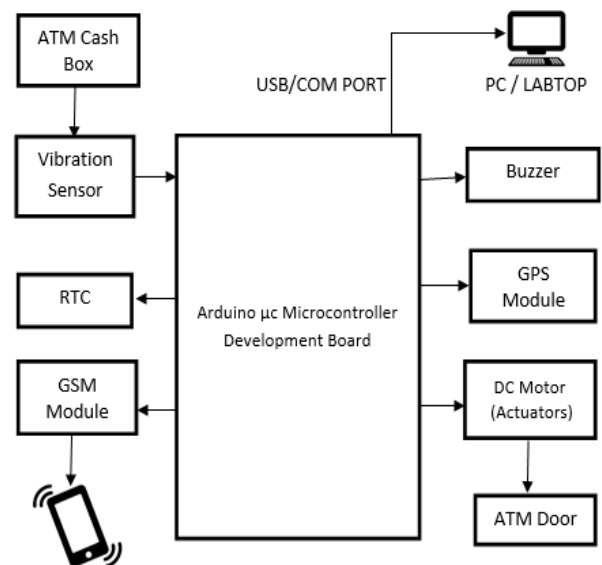 ATM Cash
Box
USB/COM PORT
PC / LABTOP
Vibration
Sensor
Buzzer
RTC
Arduino µc Microcontroller
Development Board
GPS
Module
GSM
Module
DC Motor
(Actuators)
ATM Door